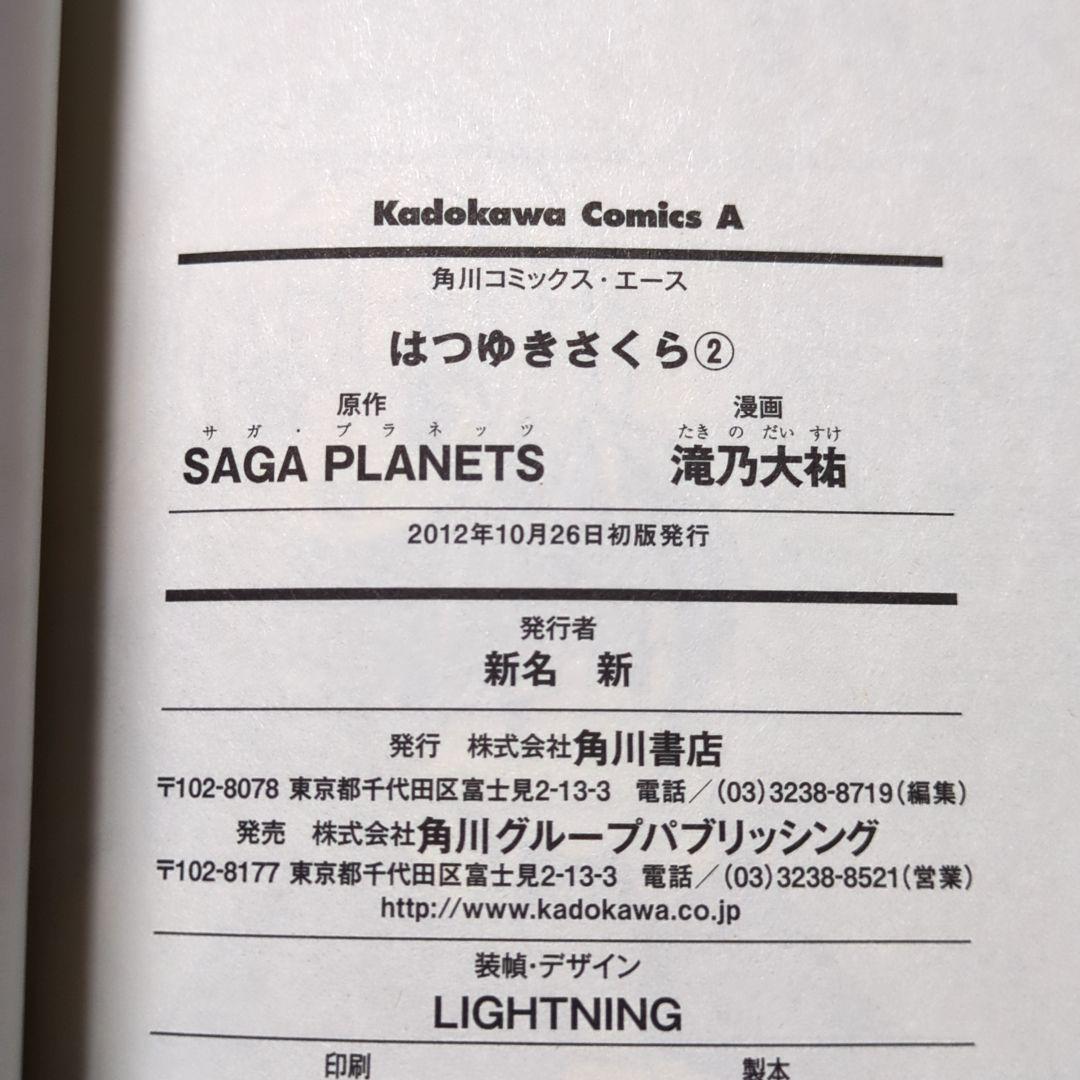 Kadokawa Comics A
角川コミックス・エース
はつゆきさくら②
原作 漫画
サガ・プラネッツ たきのだいすけ
SAGA PLANETS 滝乃大祐
2012年10月26日初版発行
発行者
新名 新
発行 株式会社角川書店
〒102-8078 東京都千代田区富士見2-13-3 電話／(03)3238-8719(編集)
発売 株式会社角川グループパブリッシング
〒102-8177 東京都千代田区富士見2-13-3 電話／(03)3238-8521(営業)
http://www.kadokawa.co.jp
装幀・デザイン
LIGHTNING
印刷 製本